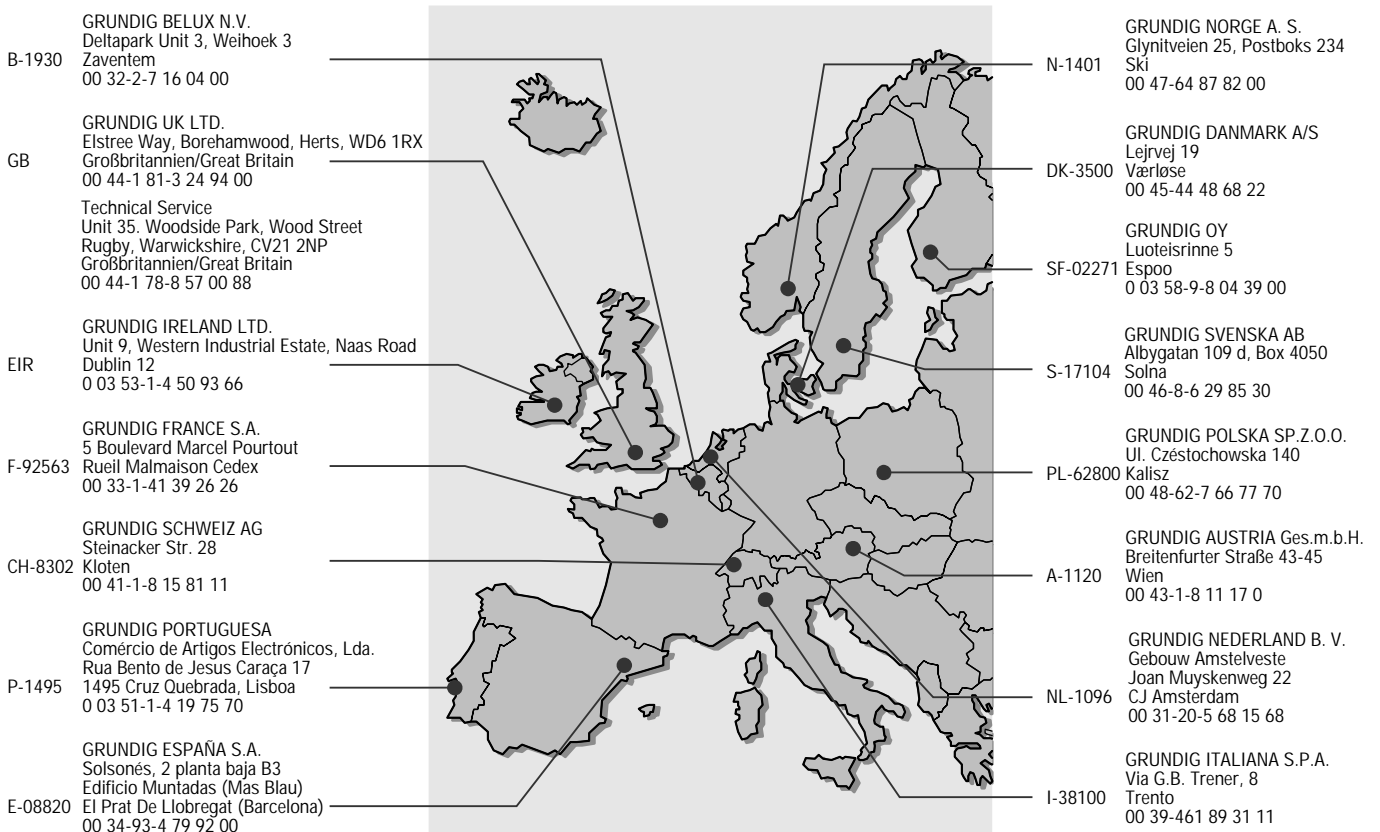 GRUNDIG BELUX N.V.
Deltapark Unit 3, Weihoek 3
B-1930 Zaventem
00 32-2-7 16 04 00
GRUNDIG UK LTD.
Elstree Way, Borehamwood, Herts, WD6 1RX
GB Großbritannien/Great Britain
00 44-1 81-3 24 94 00
Technical Service
Unit 35. Woodside Park, Wood Street
Rugby, Warwickshire, CV21 2NP
Großbritannien/Great Britain
00 44-1 78-8 57 00 88
GRUNDIG IRELAND LTD.
Unit 9, Western Industrial Estate, Naas Road
EIR Dublin 12
0 03 53-1-4 50 93 66
GRUNDIG FRANCE S.A.
5 Boulevard Marcel Pourtout
F-92563 Rueil Malmaison Cedex
00 33-1-41 39 26 26
GRUNDIG SCHWEIZ AG
Steinacker Str. 28
CH-8302 Kloten
00 41-1-8 15 81 11
GRUNDIG PORTUGUESA
Comércio de Artigos Electrónicos, Lda.
Rua Bento de Jesus Caraça 17
P-1495 1495 Cruz Quebrada, Lisboa
0 03 51-1-4 19 75 70
GRUNDIG ESPAÑA S.A.
Solsonés, 2 planta baja B3
Edificio Muntadas (Mas Blau)
E-08820 El Prat De Llobregat (Barcelona)
00 34-93-4 79 92 00
GRUNDIG NORGE A. S.
Glynitveien 25, Postboks 234
N-1401 Ski
00 47-64 87 82 00
GRUNDIG DANMARK A/S
Lejrvej 19
DK-3500 Værløse
00 45-44 48 68 22
GRUNDIG OY
Luoteisrinne 5
SF-02271 Espoo
0 03 58-9-8 04 39 00
GRUNDIG SVENSKA AB
Albygatan 109 d, Box 4050
S-17104 Solna
00 46-8-6 29 85 30
GRUNDIG POLSKA SP.Z.O.O.
Ul. Czéstochowska 140
PL-62800 Kalisz
00 48-62-7 66 77 70
GRUNDIG AUSTRIA Ges.m.b.H.
Breitenfurter Straße 43-45
A-1120 Wien
00 43-1-8 11 17 0
GRUNDIG NEDERLAND B. V.
Gebouw Amstelveste
Joan Muyskenweg 22
NL-1096 CJ Amsterdam
00 31-20-5 68 15 68
GRUNDIG ITALIANA S.P.A.
Via G.B. Trener, 8
I-38100 Trento
00 39-461 89 31 11